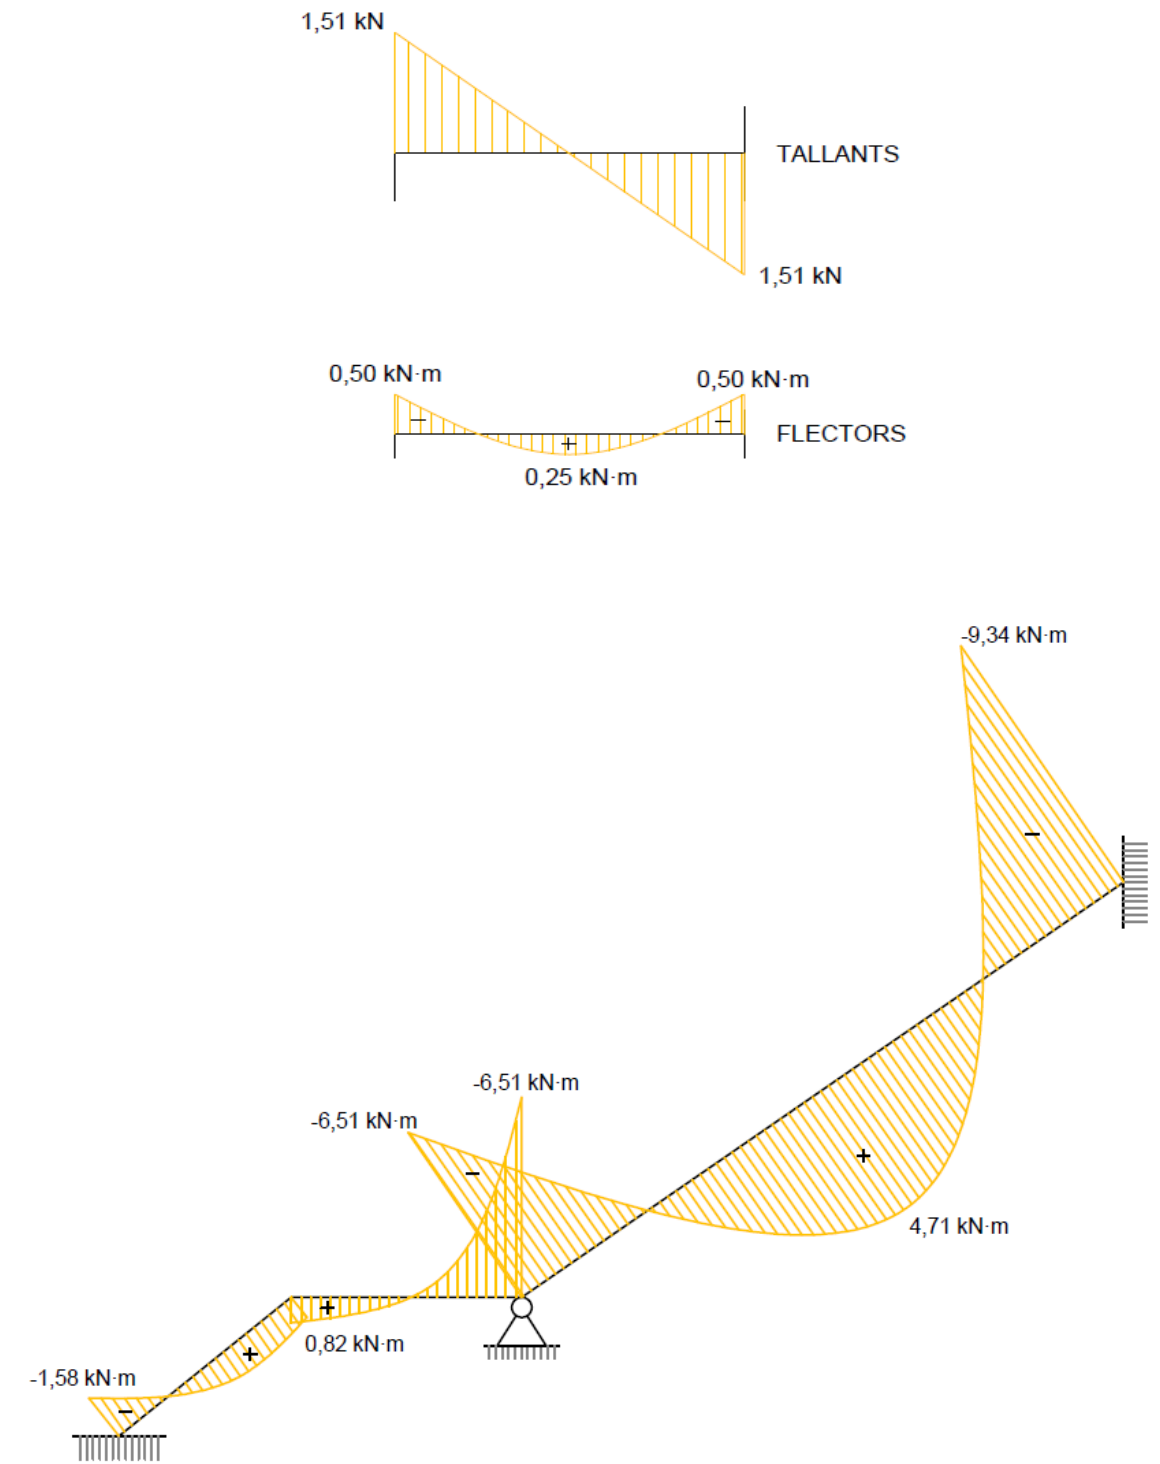 1,51 kN
TALLANTS
1,51 kN
0,50 kN·m
0,50 kN·m
−
+
−
FLECTORS
0,25 kN·m
-9,34 kN·m
−
-6,51 kN·m
-6,51 kN·m
−
+
4,71 kN·m
+
0,82 kN·m
+
-1,58 kN·m
−